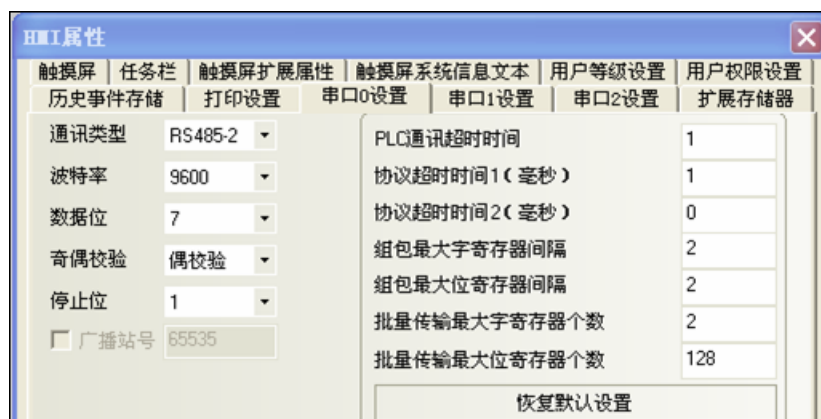 HMI属性
触摸屏 任务栏 触摸屏扩展属性 触摸屏系统信息文本 用户等级设置 用户权限设置
历史事件存储 打印设置 串口0设置 串口1设置 串口2设置 扩展存储器
通讯类型 RS485-2
波特率 9600
数据位 7
奇偶校验 偶校验
停止位 1
广播站号 65535
PLC通讯超时时间 1
协议超时时间1(毫秒) 1
协议超时时间2(毫秒) 0
组包最大字寄存器间隔 2
组包最大位寄存器间隔 2
批量传输最大字寄存器个数 2
批量传输最大位寄存器个数 128
恢复默认设置